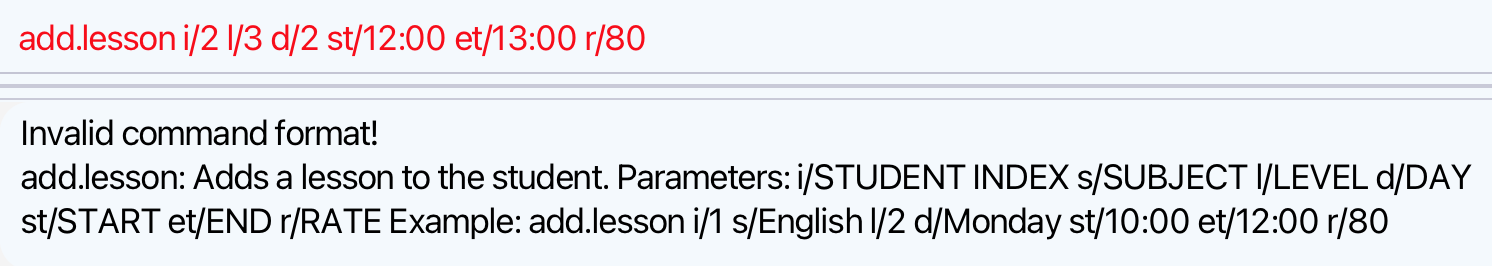 add.lesson i/2 l/3 d/2 st/12:00 et/13:00 r/80
Invalid command format!
add.lesson: Adds a lesson to the student. Parameters: i/STUDENT INDEX s/SUBJECT l/LEVEL d/DAY
st/START et/END r/RATE Example: add.lesson i/1 s/English l/2 d/Monday st/10:00 et/12:00 r/80